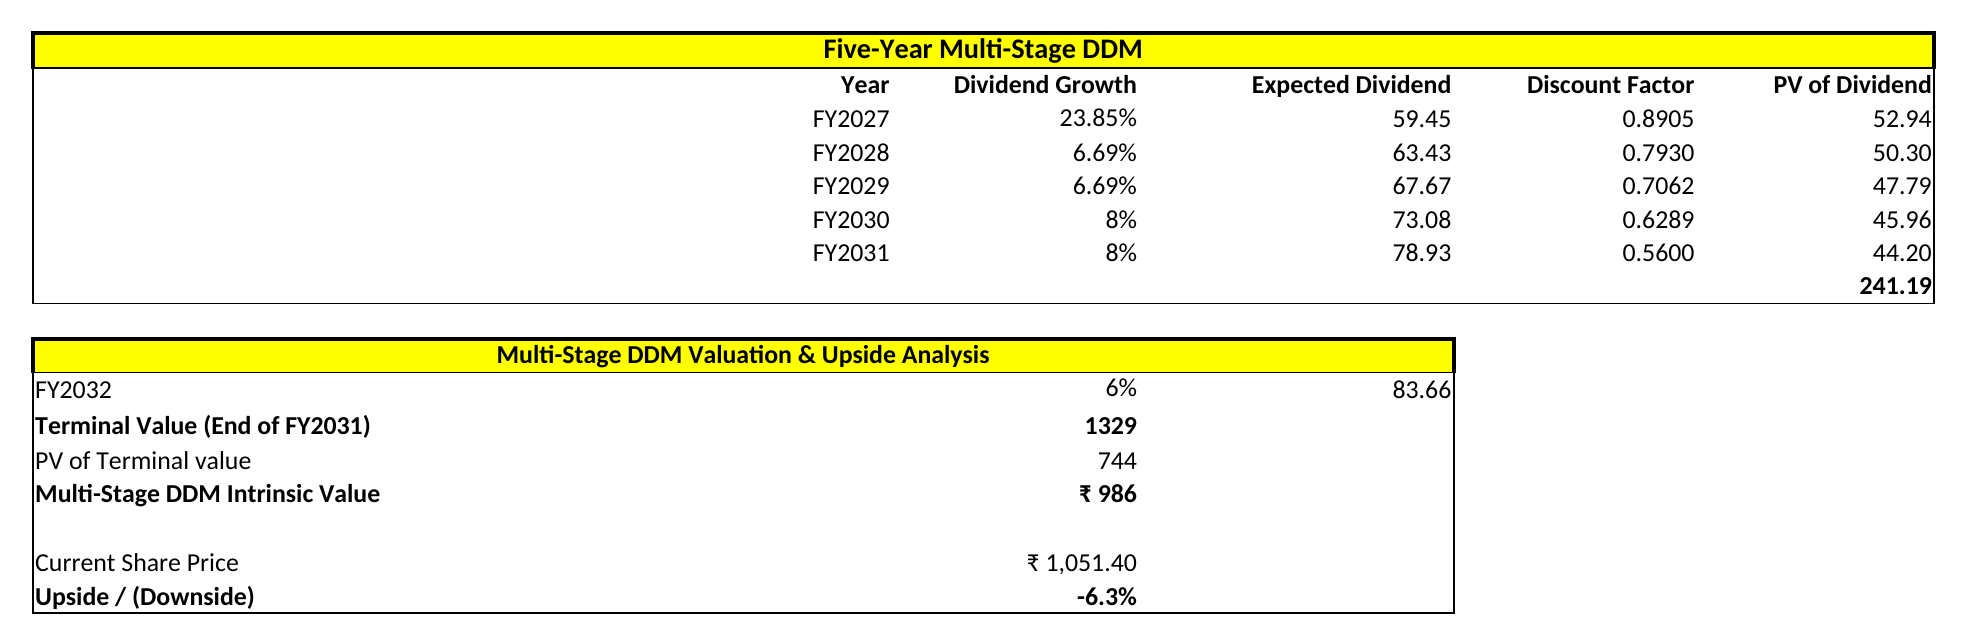 Five-Year Multi-Stage DDM
Year Dividend Growth Expected Dividend Discount Factor PV of Dividend
FY2027 23.85% 59.45 0.8905 52.94
FY2028 6.69% 63.43 0.7930 50.30
FY2029 6.69% 67.67 0.7062 47.79
FY2030 8% 73.08 0.6289 45.96
FY2031 8% 78.93 0.5600 44.20
241.19
Multi-Stage DDM Valuation & Upside Analysis
FY2032 6% 83.66
Terminal Value (End of FY2031) 1329
PV of Terminal value 744
Multi-Stage DDM Intrinsic Value ₹ 986
Current Share Price ₹ 1,051.40
Upside / (Downside) -6.3%